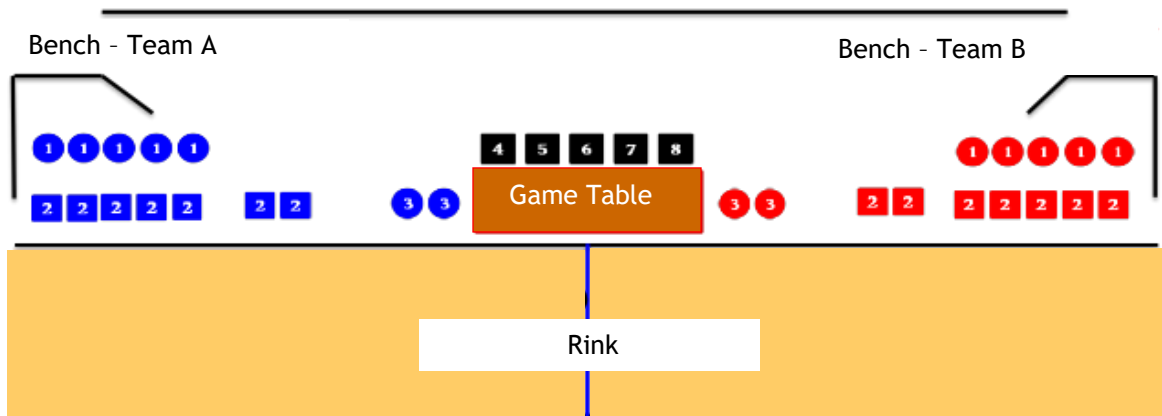 Bench – Team A
Bench – Team B
1 1 1 1 1
4 5 6 7 8
1 1 1 1 1
2 2 2 2 2
2 2
3 3
Game Table
3 3
2 2
2 2 2 2 2
Rink